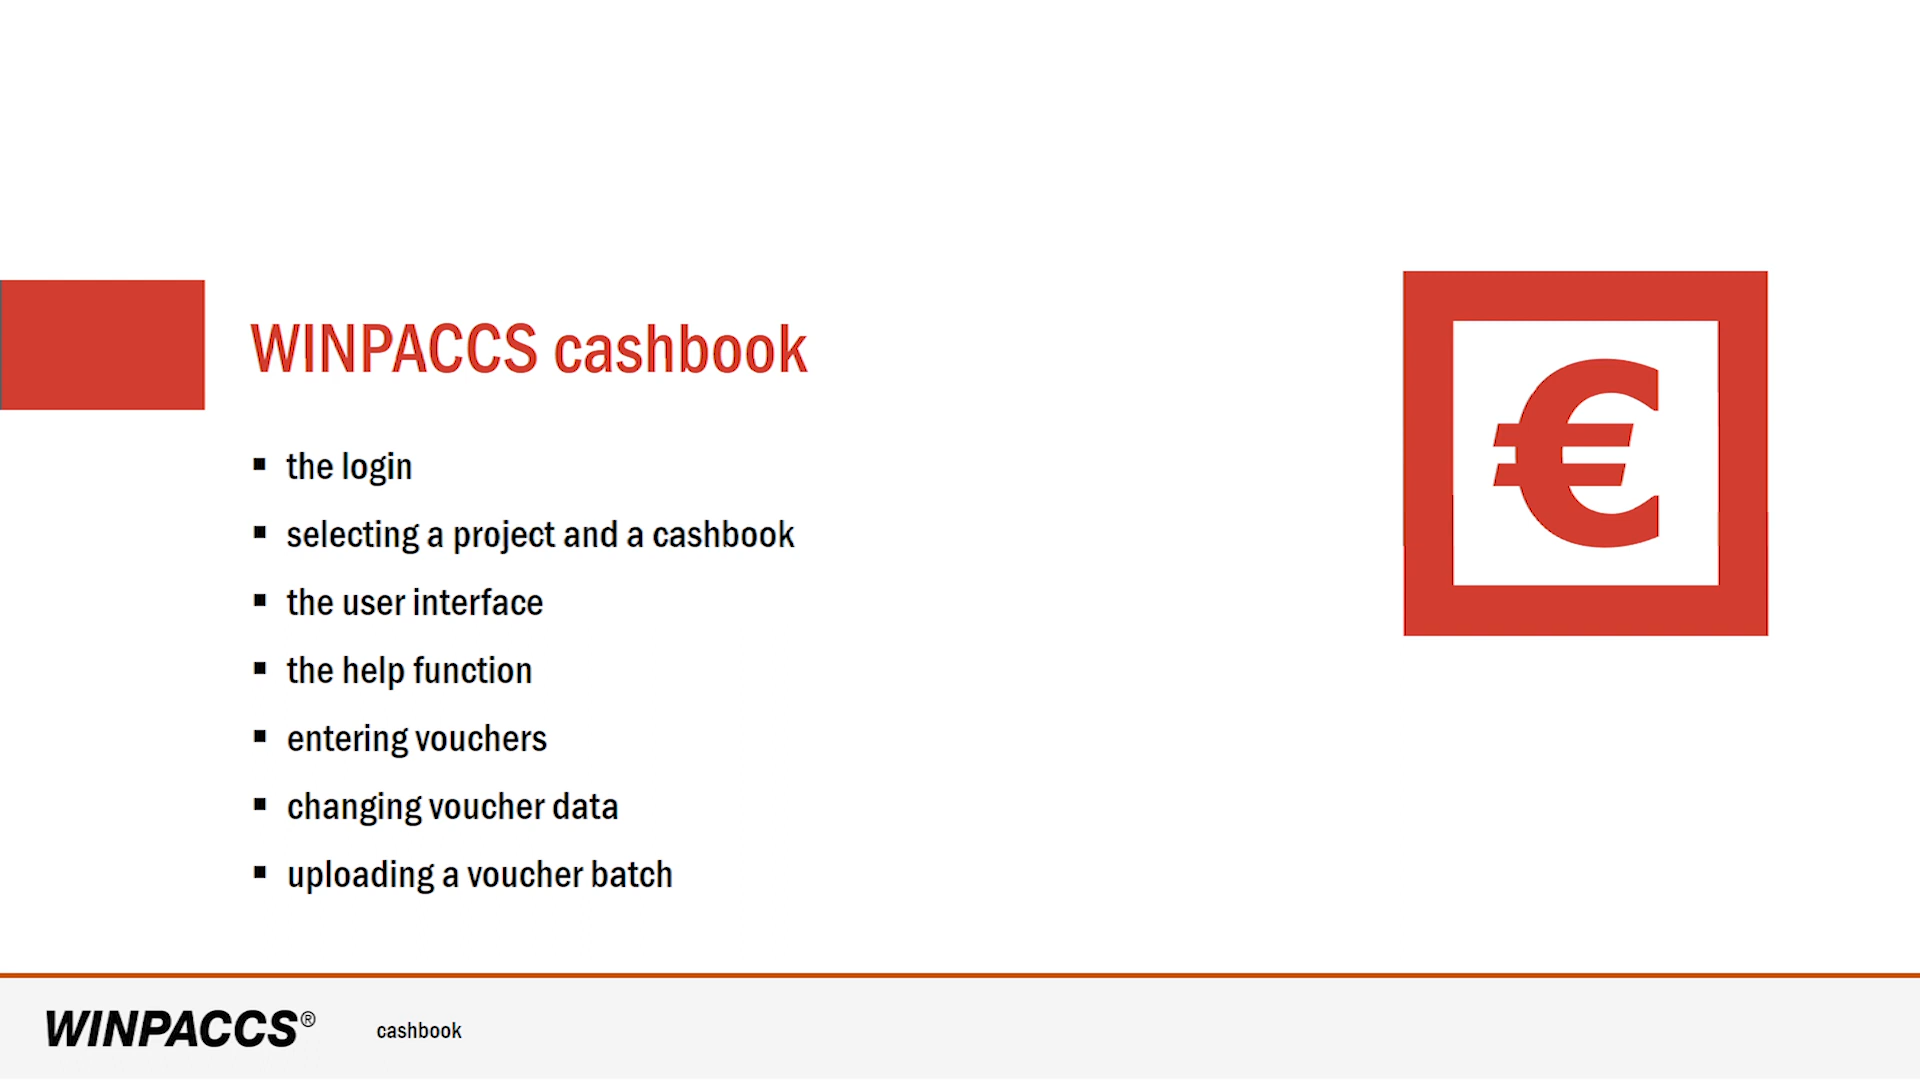 WINPACCS cashbook
▪ the login
▪ selecting a project and a cashbook
▪ the user interface
▪ the help function
▪ entering vouchers
▪ changing voucher data
▪ uploading a voucher batch
€
WINPACCS® cashbook